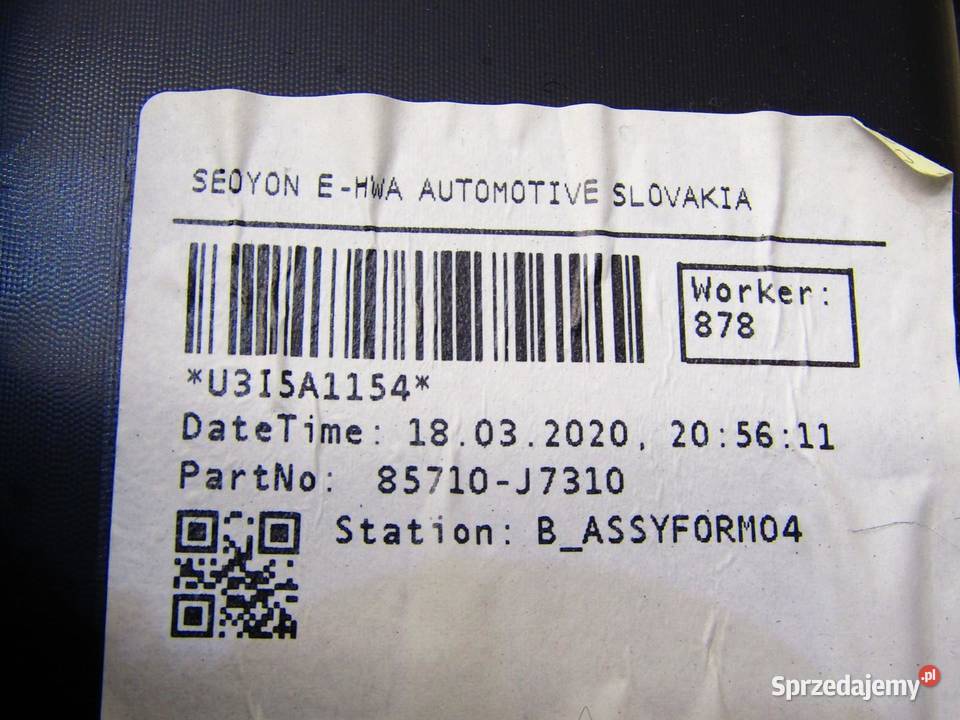 SEOYON E-HWA AUTOMOTIVE SLOVAKIA
Worker:
878
*U3I5A1154*
DateTime: 18.03.2020, 20:56:11
PartNo: 85710-J7310
Station: B_ASSYFORM04
Sprzedajemy.pl